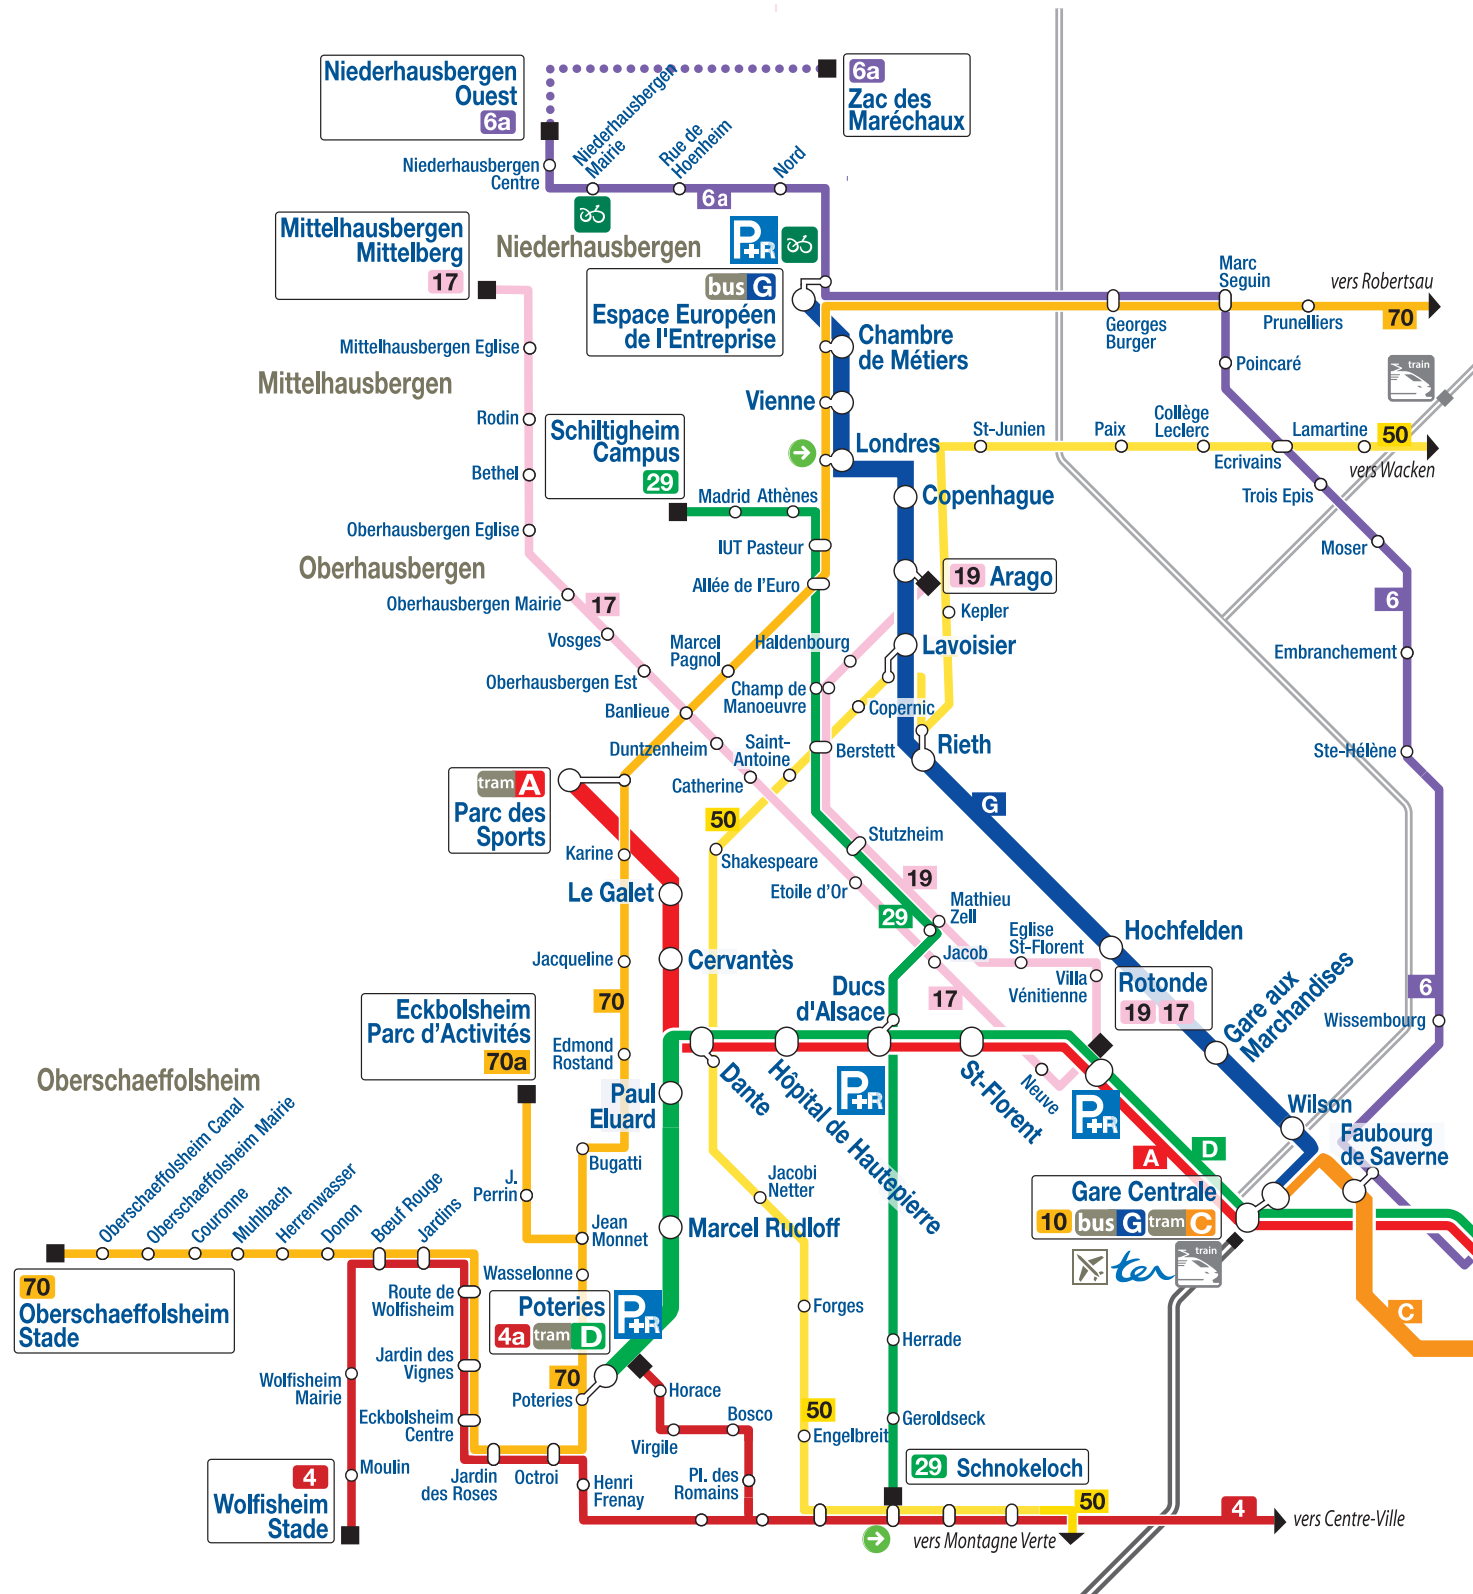 Niederhausbergen
Ouest
6a
6a
Zac des
Maréchaux
Niederhausbergen
Centre
Niederhausbergen
Mairie
Rue de
Hoenheim
Nord
6a
Mittelhausbergen
Mittelberg
17
Niederhausbergen
P+R
bus G
Espace Européen
de l'Entreprise
Marc
Seguin
vers Robertsau
Georges
Burger
Prunelliers
70
Chambre
de Métiers
Mittelhausbergen Eglise
Mittelhausbergen
Poincaré
train
Vienne
Rodin
Schiltigheim
Campus
29
Londres
St-Junien
Paix
Collège
Leclerc
Lamartine
50
Ecrivains
vers Wacken
Bethel
Madrid
Athènes
Copenhague
Trois Epis
Oberhausbergen Eglise
IUT Pasteur
Moser
Oberhausbergen
Allée de l'Euro
19 Arago
Oberhausbergen Mairie
17
6
Kepler
Vosges
Marcel
Pagnol
Haldenbourg
Lavoisier
Embranchement
Oberhausbergen Est
Champ de
Manoeuvre
Banlieue
Copernic
Duntzenheim
Saint-
Antoine
Berstett
Rieth
Ste-Hélène
Catherine
tram A
Parc des
Sports
G
50
Karine
Shakespeare
Stutzheim
Le Galet
Etoile d'Or
19
29
Mathieu
Zell
Eglise
St-Florent
Hochfelden
Jacqueline
Cervantès
Jacob
Villa
Vénitienne
Rotonde
19 17
Gare aux
Marchandises
6
Eckbolsheim
Parc d'Activités
70a
70
Ducs
d'Alsace
17
Wissembourg
Edmond
Rostand
Oberschaeffolsheim
Paul
Eluard
Dante
Hôpital de Hautepierre
P+R
St-Florent
Neuve
P+R
Wilson
Faubourg
de Saverne
Bugatti
A
D
J.
Perrin
Jacobi
Netter
Gare Centrale
10 bus G tram C
Oberschaeffolsheim Canal
Oberschaeffolsheim Mairie
Couronne
Muhlbach
Herrenwasser
Donon
Bœuf Rouge
Jardins
Jean
Monnet
Marcel Rudloff
ter
train
Wasselonne
70
Oberschaeffolsheim
Stade
Route de
Wolfisheim
Poteries
4a tram D
P+R
Forges
C
Herrade
Jardin des
Vignes
Wolfisheim
Mairie
70
Poteries
Horace
Eckbolsheim
Centre
Bosco
50
Geroldseck
Virgile
Engelbreit
4
Wolfisheim
Stade
Moulin
Jardin
des Roses
Octroi
Henri
Frenay
Pl. des
Romains
29 Schnokeloch
50
4
vers Centre-Ville
vers Montagne Verte